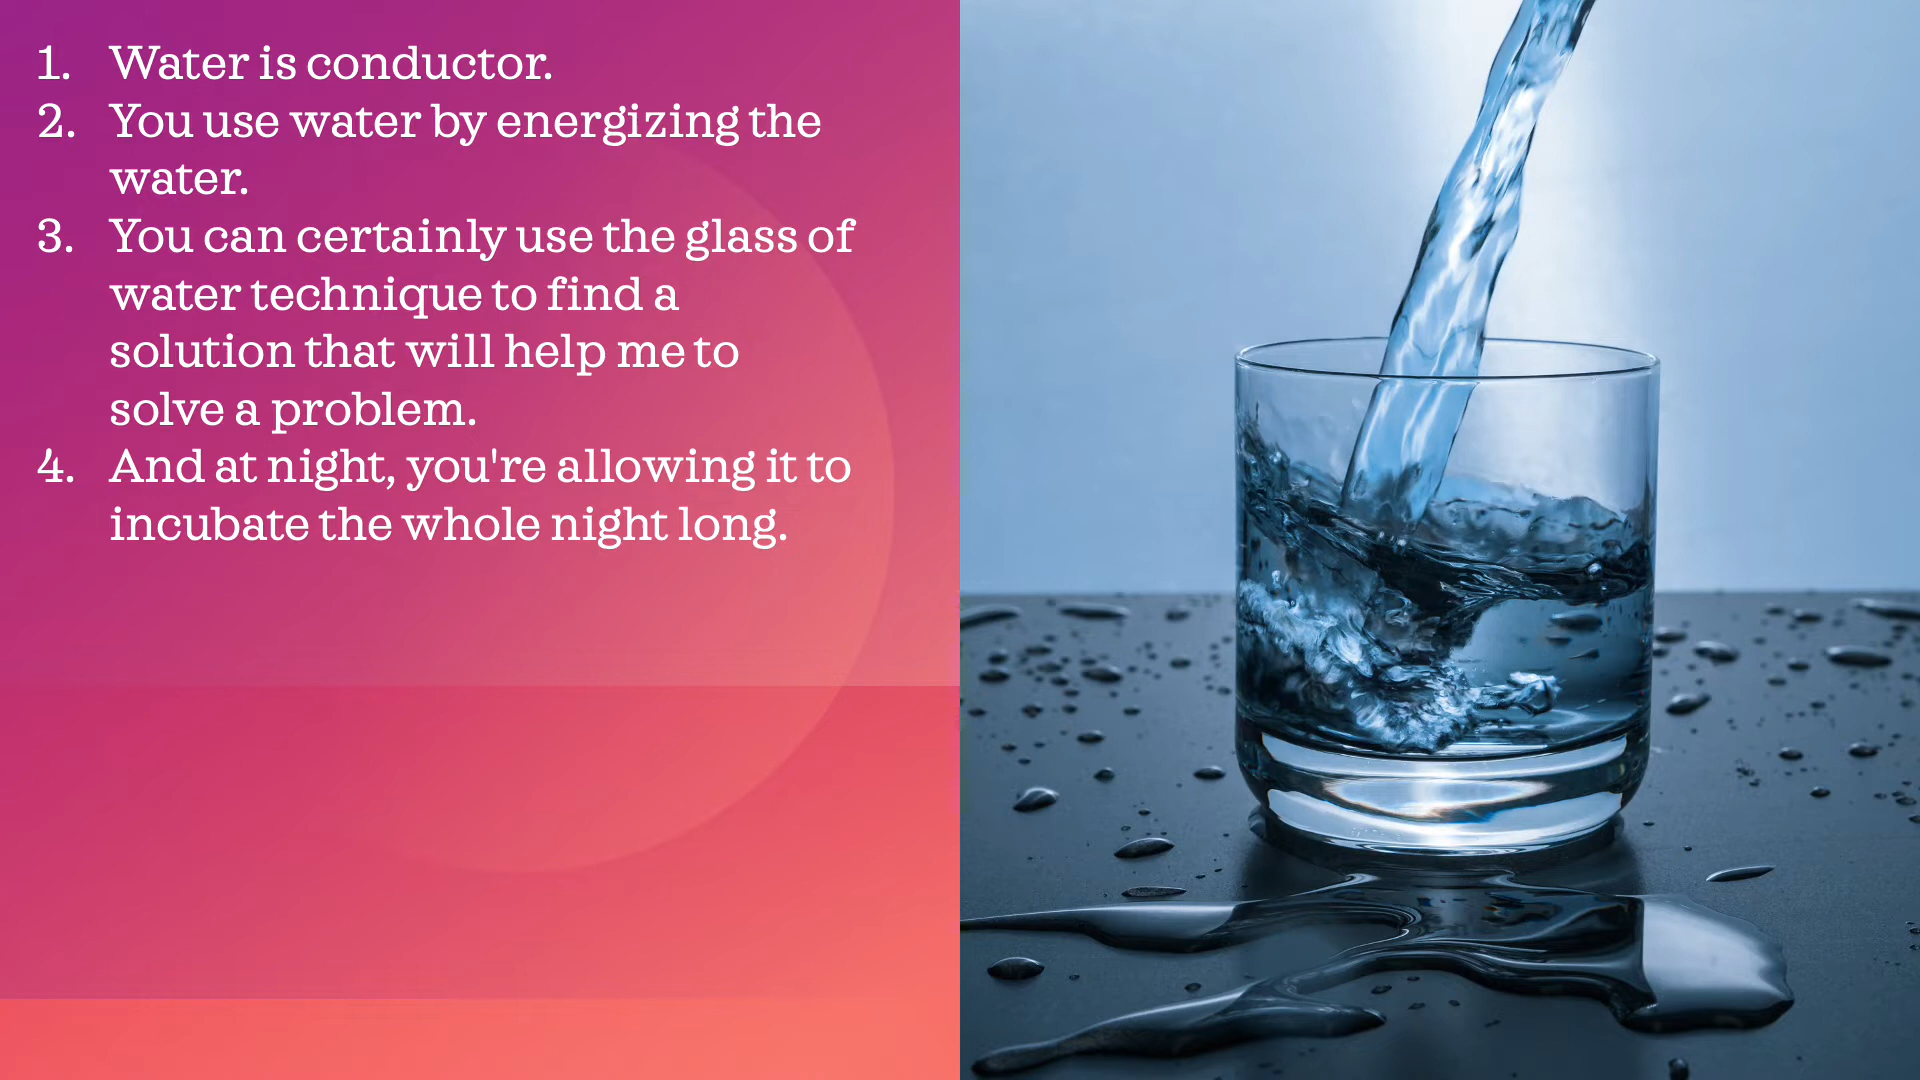 1. Water is conductor.
2. You use water by energizing the
water.
3. You can certainly use the glass of
water technique to find a
solution that will help me to
solve a problem.
4. And at night, you're allowing it to
incubate the whole night long.